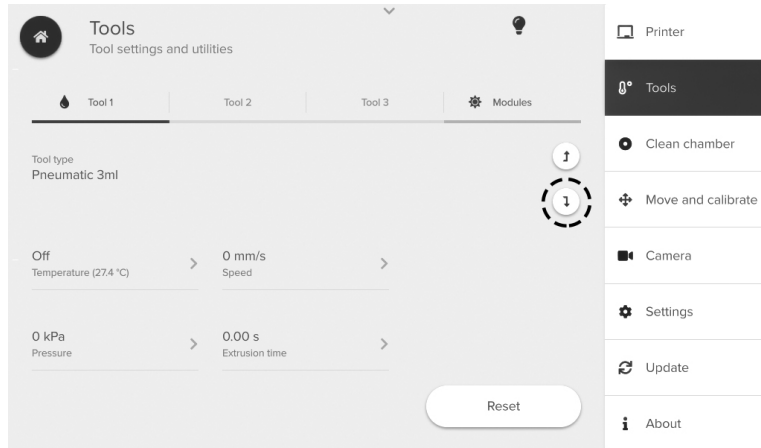 Tools
Tool settings and utilities
Tool 1
Tool 2
Tool 3
Modules
Tool type
Pneumatic 3ml
Off
Temperature (27.4 °C)
0 mm/s
Speed
0 kPa
Pressure
0.00 s
Extrusion time
Reset
Printer
Tools
Clean chamber
Move and calibrate
Camera
Settings
Update
About